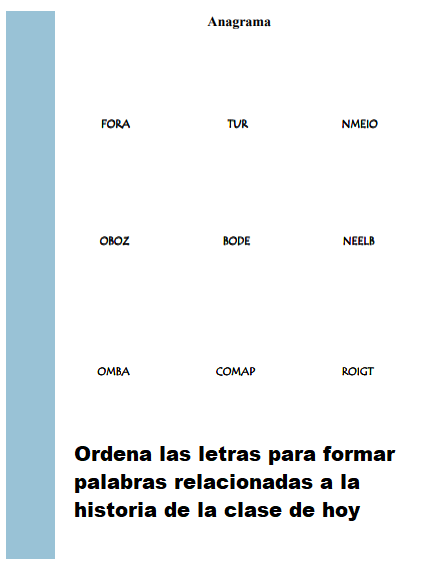 Anagrama
FORA TUR NMEIO
OBOZ BODE NEELB
OMBA COMAP ROIGT
Ordena las letras para formar
palabras relacionadas a la
historia de la clase de hoy